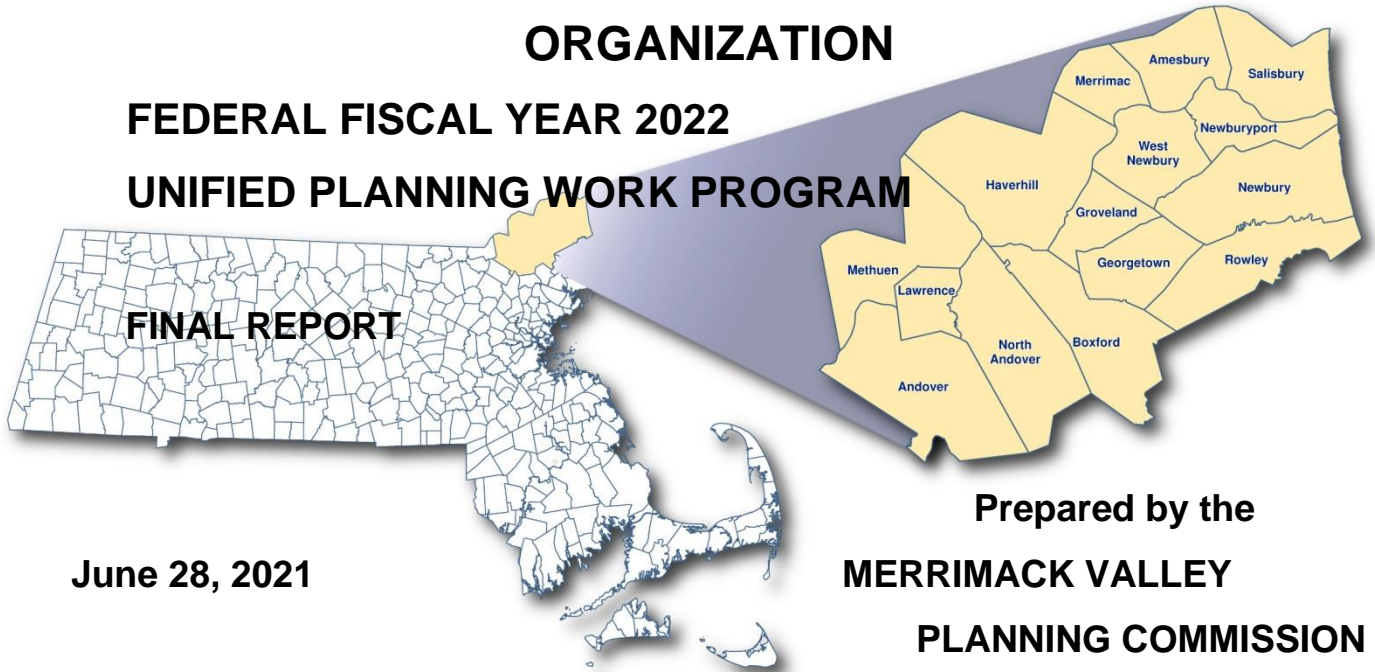 ORGANIZATION
FEDERAL FISCAL YEAR 2022
UNIFIED PLANNING WORK PROGRAM
FINAL REPORT
Amesbury
Merrimac
Salisbury
Newburyport
West
Newbury
Haverhill
Newbury
Groveland
Georgetown
Rowley
Methuen
Lawrence
North
Andover
Boxford
Andover
Prepared by the
June 28, 2021
MERRIMACK VALLEY
PLANNING COMMISSION